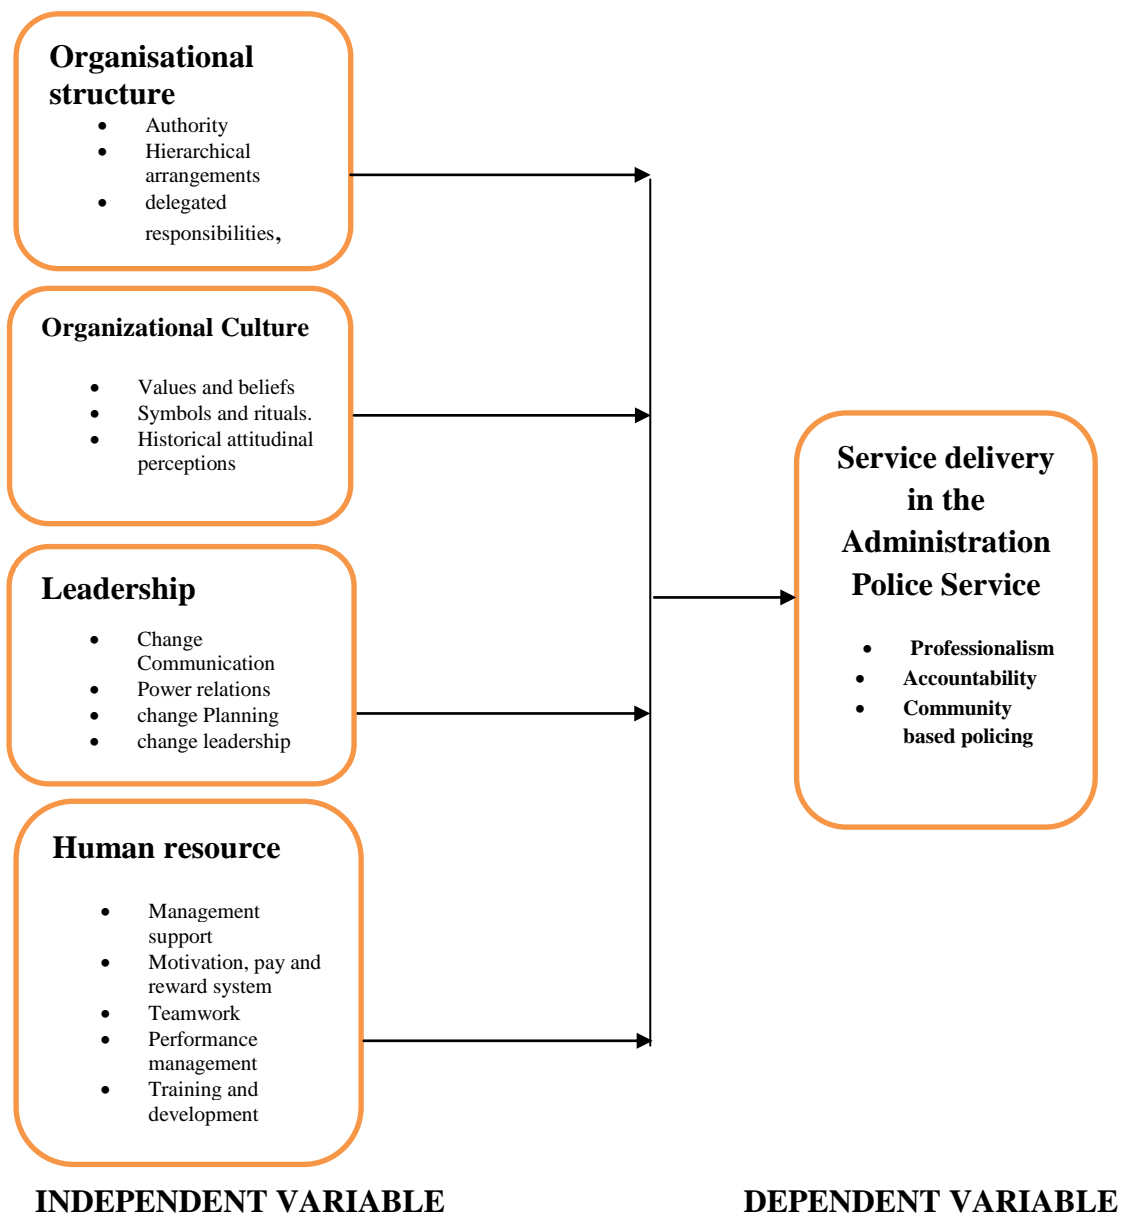 Organisational
structure
• Authority
• Hierarchical
arrangements
• delegated
responsibilities,
Organizational Culture
• Values and beliefs
• Symbols and rituals.
• Historical attitudinal
perceptions
Leadership
• Change
Communication
• Power relations
• change Planning
• change leadership
Human resource
• Management
support
• Motivation, pay and
reward system
• Teamwork
• Performance
management
• Training and
development
Service delivery
in the
Administration
Police Service
• Professionalism
• Accountability
• Community
based policing
INDEPENDENT VARIABLE
DEPENDENT VARIABLE